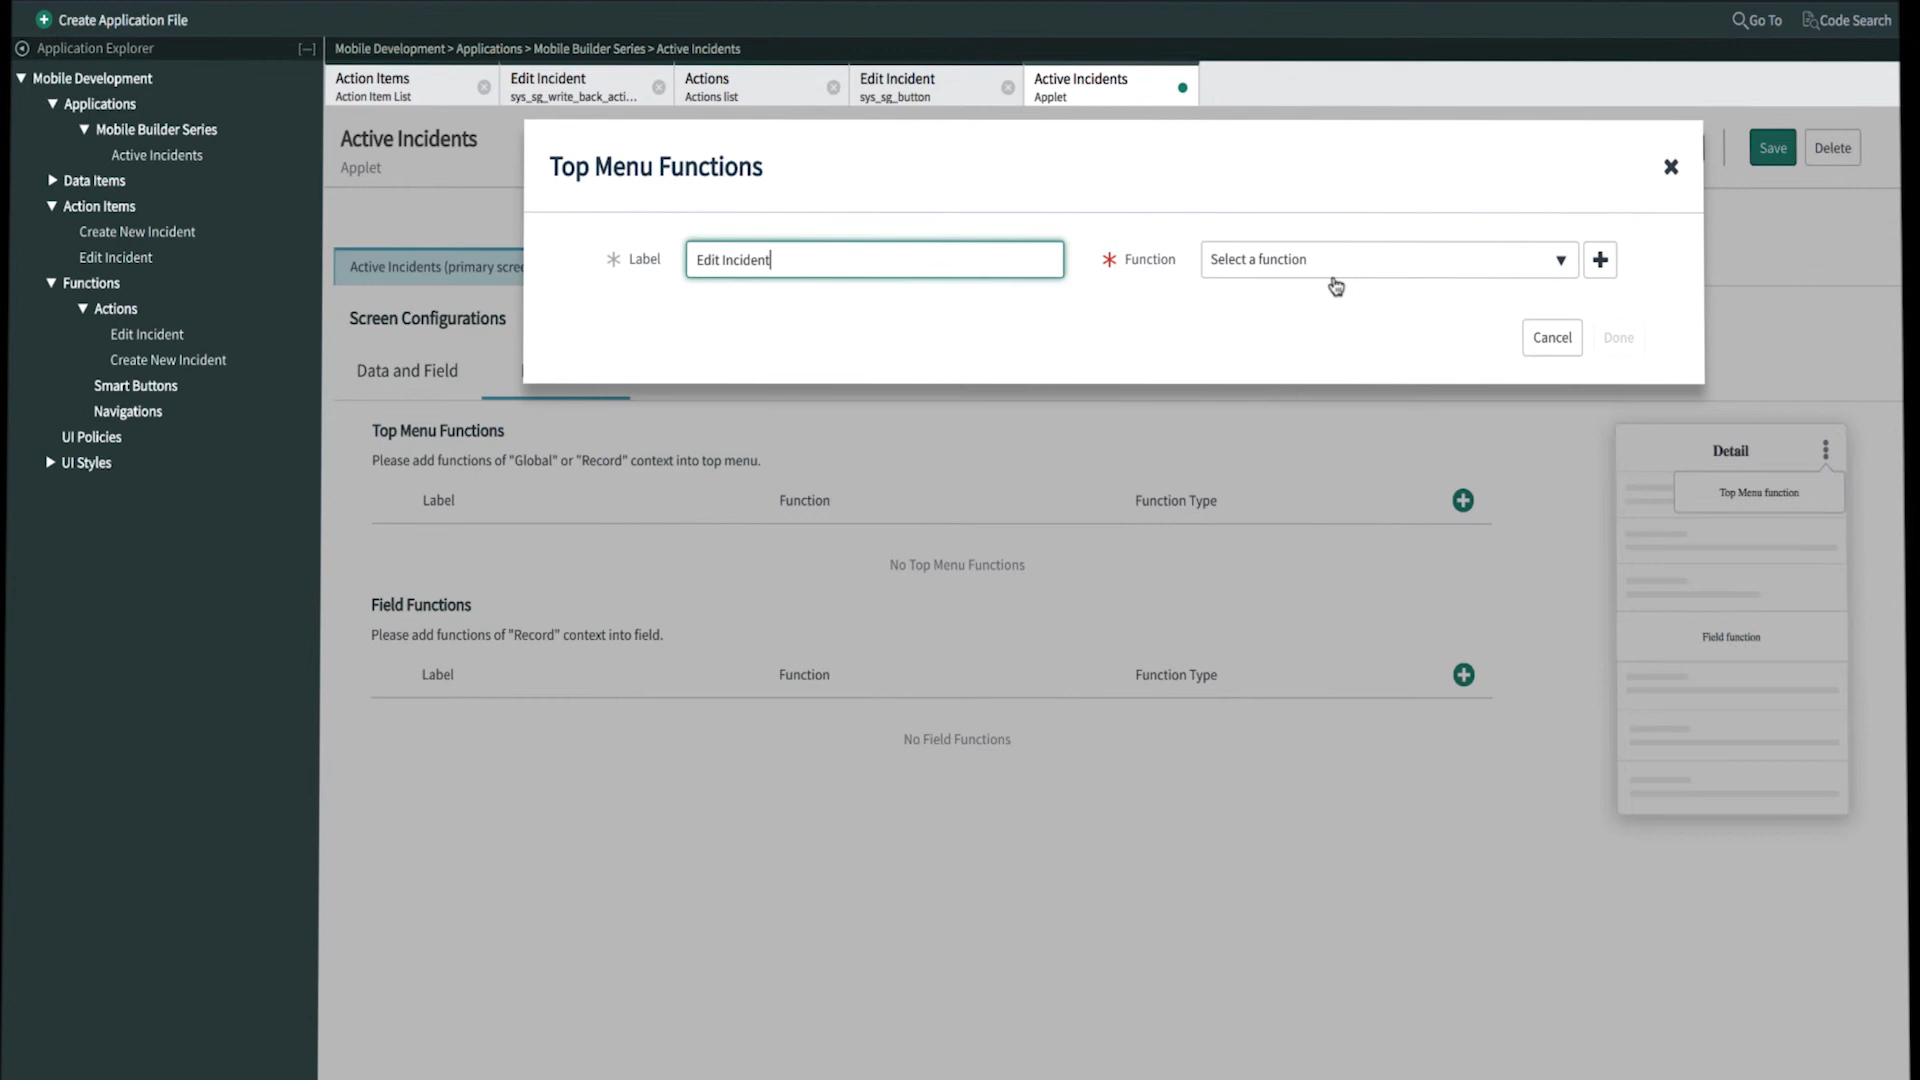 Create Application File
Go To
Code Search
Application Explorer
[—]
Mobile Development > Applications > Mobile Builder Series > Active Incidents
Mobile Development
Applications
Mobile Builder Series
Active Incidents
Data Items
Action Items
Create New Incident
Edit Incident
Functions
Actions
Edit Incident
Create New Incident
Smart Buttons
Navigations
UI Policies
UI Styles
Action Items
Action Item List
Edit Incident
sys_sg_write_back_acti...
Actions
Actions list
Edit Incident
sys_sg_button
Active Incidents
Applet
Active Incidents
Applet
Save
Delete
Top Menu Functions
Label
Edit Incident
Function
Select a function
Cancel
Done
Active Incidents (primary scree
Screen Configurations
Data and Field
Top Menu Functions
Please add functions of "Global" or "Record" context into top menu.
Label Function Function Type
No Top Menu Functions
Field Functions
Please add functions of "Record" context into field.
Label Function Function Type
No Field Functions
Detail
Top Menu function
Field function